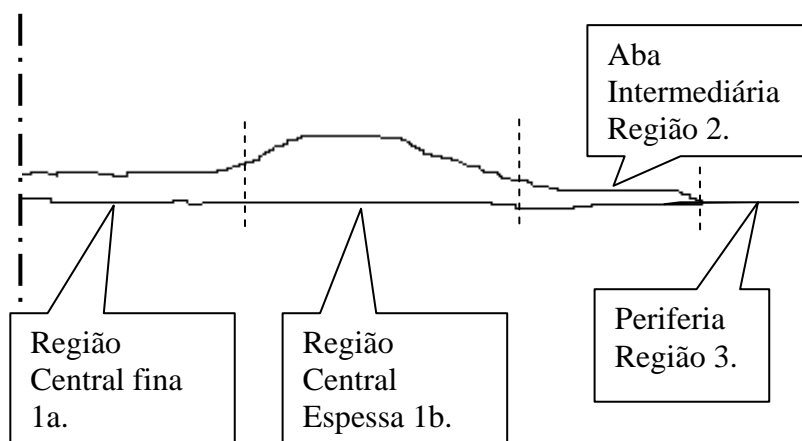 Aba
Intermediária
Região 2.
Região
Central fina
1a.
Região
Central
Espessa 1b.
Periferia
Região 3.